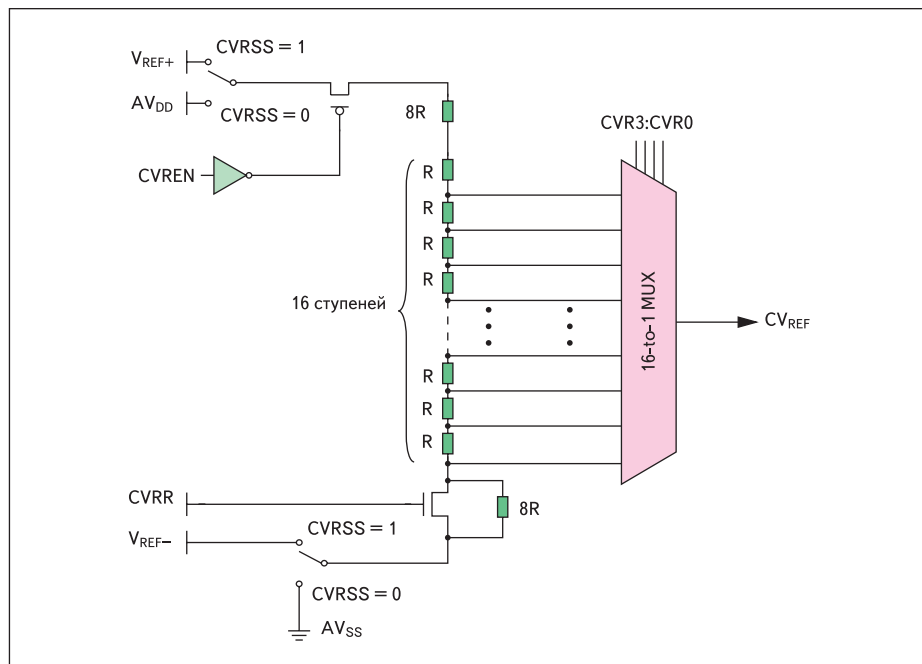 CVRSS = 1
VREF+
AVDD
CVRSS = 0
8R
CVREN
CVR3:CVR0
R
R
R
R
16 ступеней
16-to-1 MUX
CVREF
R
R
R
CVRR
8R
CVRSS = 1
VREF–
CVRSS = 0
AVSS